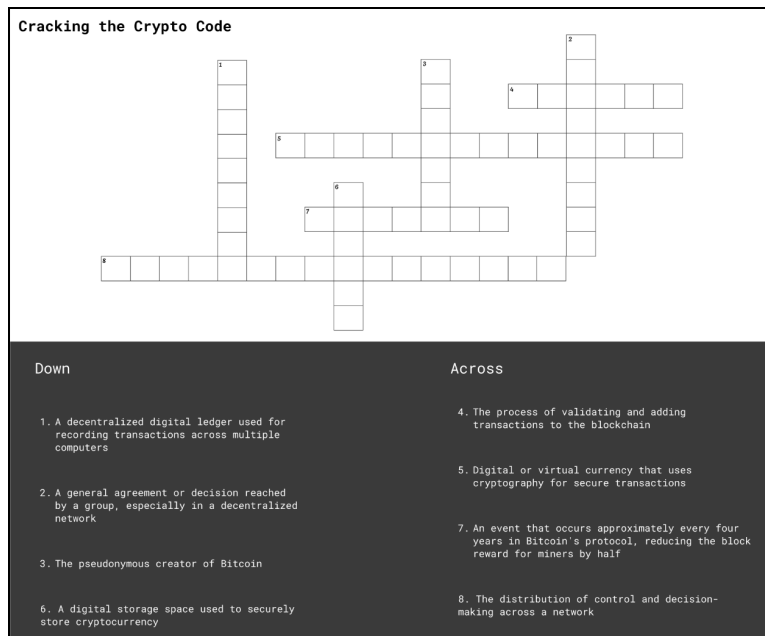 Cracking the Crypto Code
2
1
3
4
5
6
7
8
Down
1. A decentralized digital ledger used for
recording transactions across multiple
computers
2. A general agreement or decision reached
by a group, especially in a decentralized
network
3. The pseudonymous creator of Bitcoin
6. A digital storage space used to securely
store cryptocurrency
Across
4. The process of validating and adding
transactions to the blockchain
5. Digital or virtual currency that uses
cryptography for secure transactions
7. An event that occurs approximately every four
years in Bitcoin's protocol, reducing the block
reward for miners by half
8. The distribution of control and decision-
making across a network